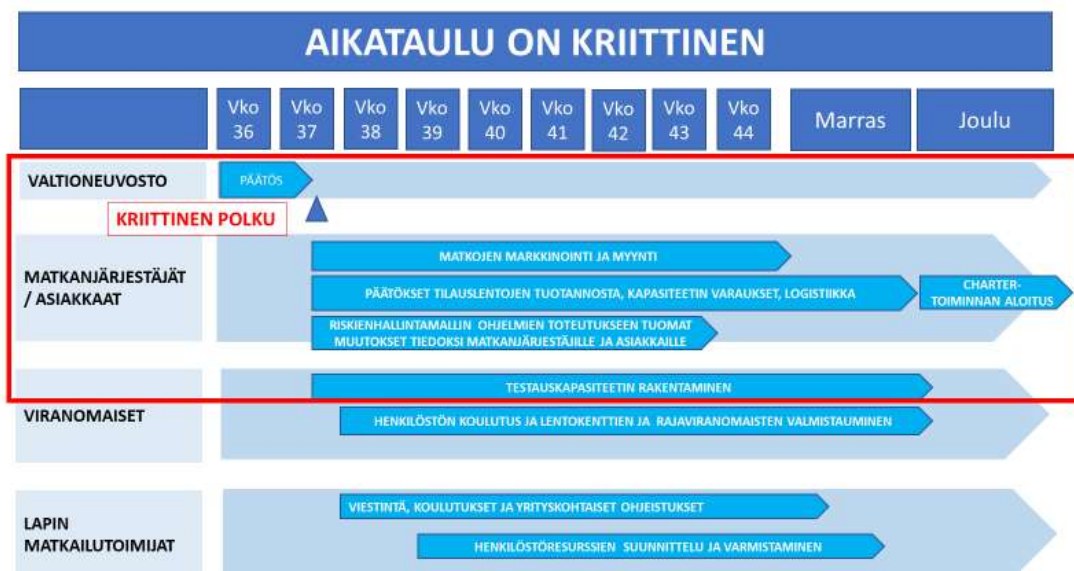 AIKATAULU ON KRIITTINEN
Vko
36
Vko
37
Vko
38
Vko
39
Vko
40
Vko
41
Vko
42
Vko
43
Vko
44
Marras
Joulu
VALTIONEUVOSTO
PÄÄTÖS
KRIITTINEN POLKU
MATKANJÄRJESTÄJÄT
/ ASIAKKAAT
MATKOJEN MARKKINOINTI JA MYYNTI
PÄÄTÖKSET TILAUSLENTOJEN TUOTANNOSTA, KAPASITEETIN VARAUKSET, LOGISTIIKKA
CHARTER-
TOIMINNAN ALOITUS
RISKIENHALLINTAMALLIN OHJELMIEN TOTEUTUKSEEN TUOMAT
MUUTOKSET TIEDOKSI MATKANJÄRJESTÄJILLE JA ASIAKKAILLE
VIRANOMAISET
TESTAUSKAPASITEETIN RAKENTAMINEN
HENKILÖSTÖN KOULUTUS JA LENTOKENTTIEN JA RAJAVIRANOMAISTEN VALMISTAUMINEN
LAPIN
MATKAILUTOIMIJAT
VIESTINTÄ, KOULUTUKSET JA YRITYSKOHTAISET OHJEISTUKSET
HENKILÖSTÖRESURSSIEN SUUNNITTELU JA VARMISTAMINEN